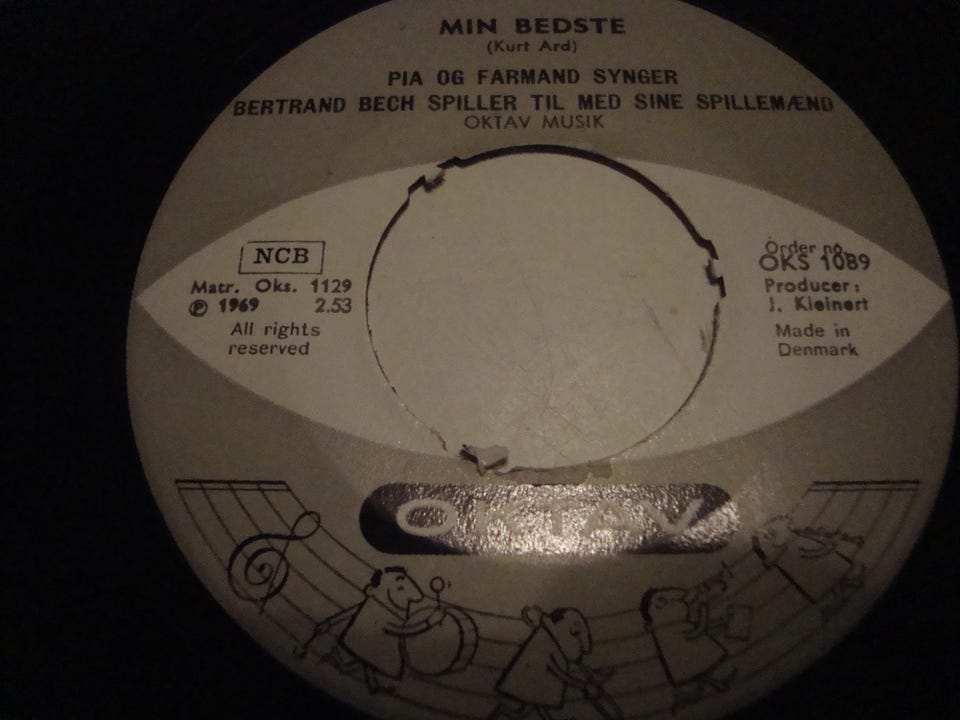 MIN BEDSTE
(Kurt Ard)
PIA OG FARMAND SYNGER
BERTRAND BECH SPILLER TIL MED SINE SPILLEMÆND
OKTAV MUSIK
NCB
Matr. Oks. 1129
Ⓟ 1969 2.53
All rights
reserved
Order no.
OKS 1089
Producer:
J. Kleinert
Made in
Denmark
OKTAV